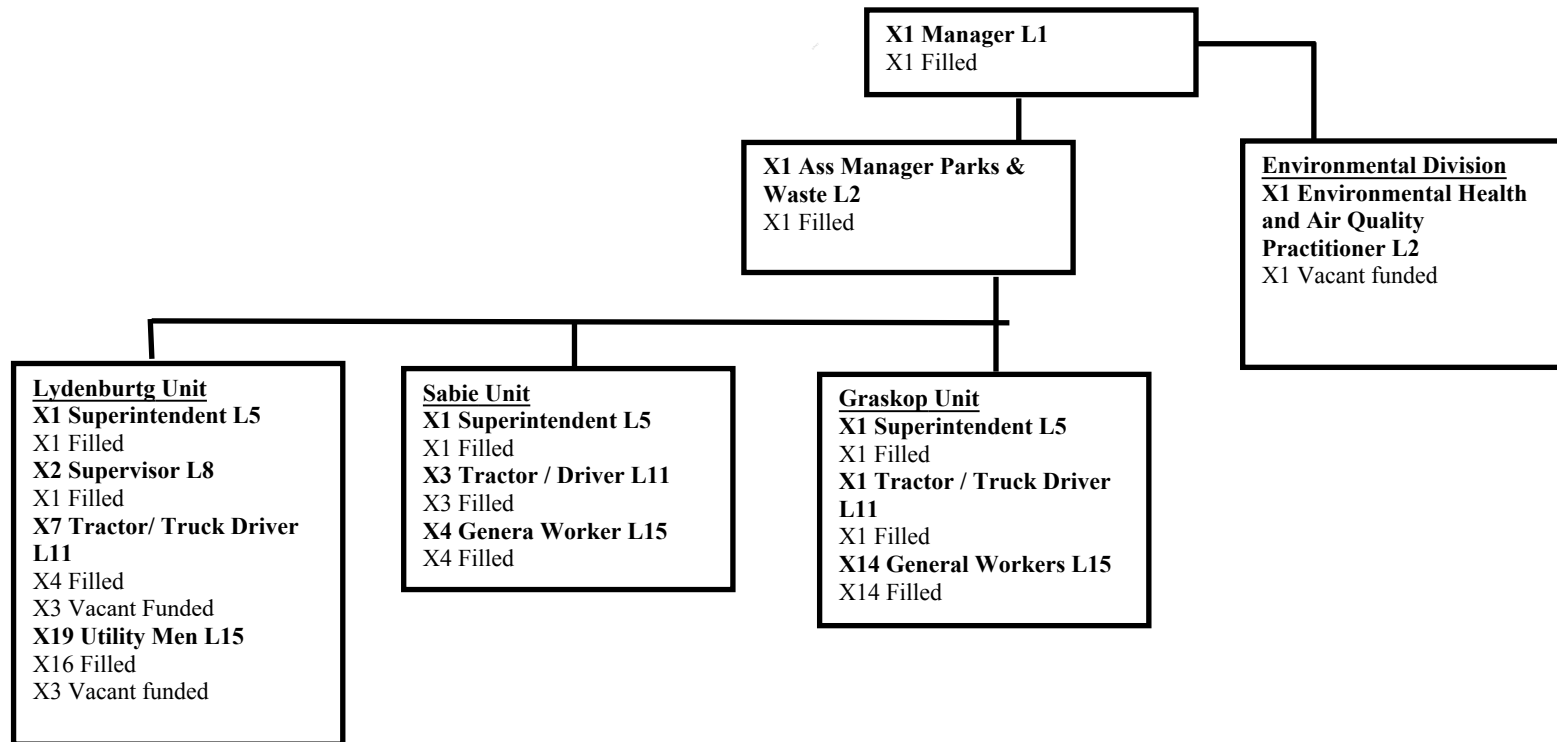 X1 Manager L1
X1 Filled
X1 Ass Manager Parks &
Waste L2
X1 Filled
Environmental Division
X1 Environmental Health
and Air Quality
Practitioner L2
X1 Vacant funded
Lydenburtg Unit
X1 Superintendent L5
X1 Filled
X2 Supervisor L8
X1 Filled
X7 Tractor/ Truck Driver
L11
X4 Filled
X3 Vacant Funded
X19 Utility Men L15
X16 Filled
X3 Vacant funded
Sabie Unit
X1 Superintendent L5
X1 Filled
X3 Tractor / Driver L11
X3 Filled
X4 Genera Worker L15
X4 Filled
Graskop Unit
X1 Superintendent L5
X1 Filled
X1 Tractor / Truck Driver
L11
X1 Filled
X14 General Workers L15
X14 Filled